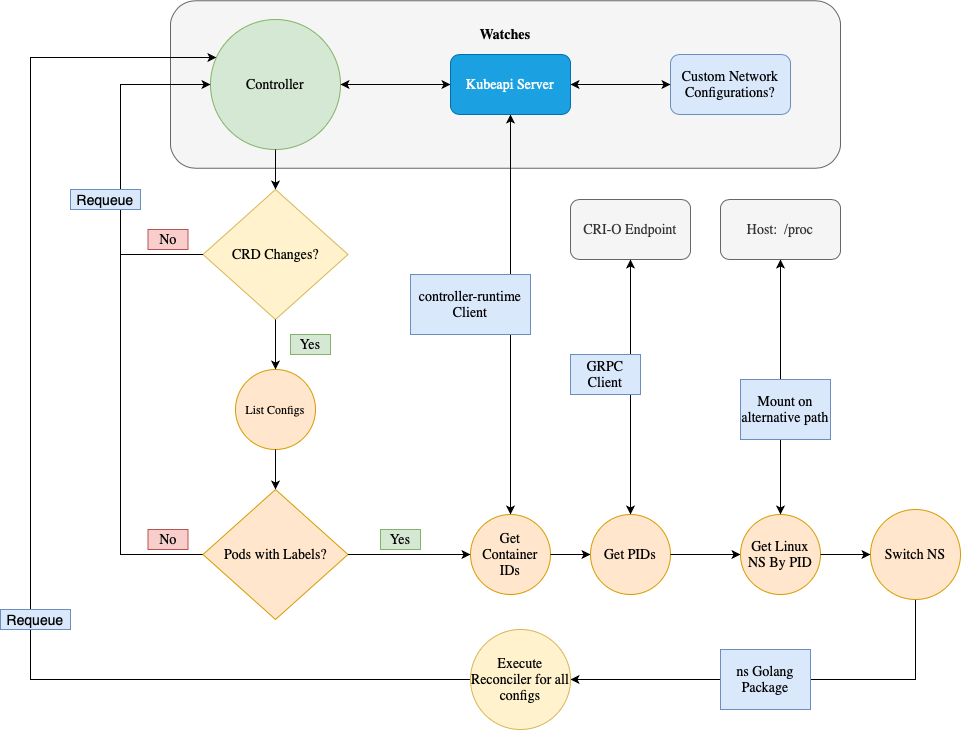 Watches
Controller
Kubeapi Server
Custom Network
Configurations?
Requeue
No
CRD Changes?
CRI-O Endpoint
Host:  /proc
controller-runtime
Client
Yes
GRPC
Client
List Configs
Mount on
alternative path
No
Pods with Labels?
Yes
Get
Container
IDs
Get PIDs
Get Linux
NS By PID
Switch NS
Requeue
Execute
Reconciler for all
configs
ns Golang
Package